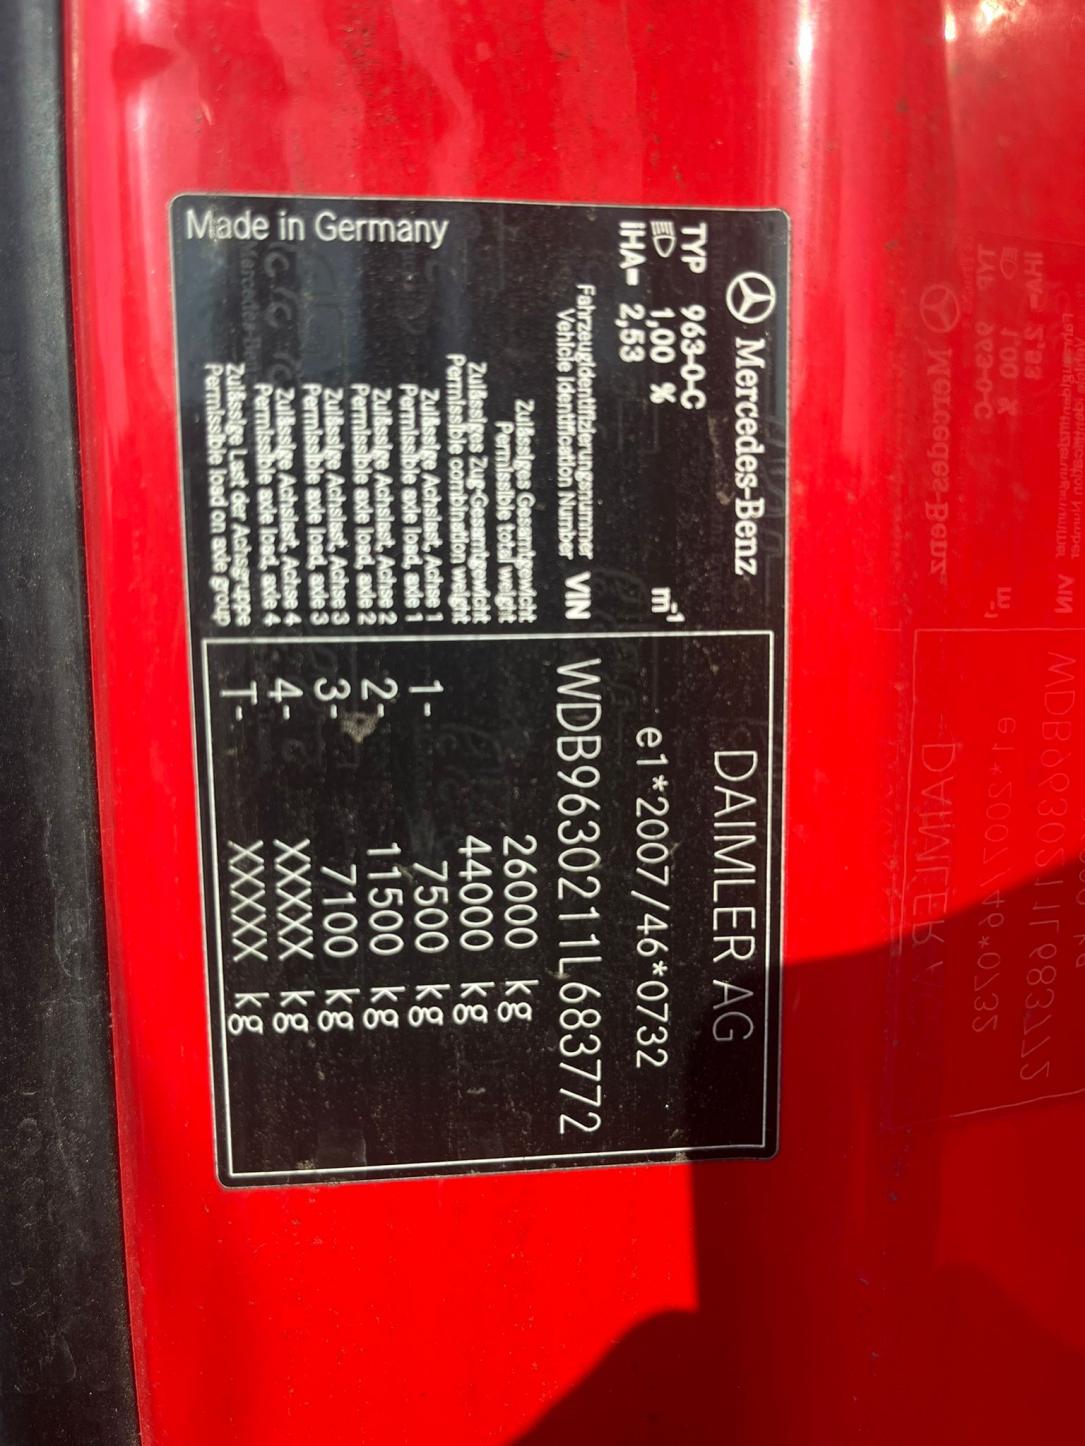 Mercedes-Benz
DAIMLER AG
TYP 963-0-C
1,00 % m⁻¹ e1*2007/46*0732
IHA= 2,53
Fahrzeugidentifizierungsnummer
Vehicle Identification Number VIN WDB9630211L683772
Zulässiges Gesamtgewicht
Permissible total weight 26000 kg
Zulässiges Zug-Gesamtgewicht
Permissible combination weight 44000 kg
Zulässige Achslast, Achse 1
Permissible axle load, axle 1 1- 7500 kg
Zulässige Achslast, Achse 2
Permissible axle load, axle 2 2- 11500 kg
Zulässige Achslast, Achse 3
Permissible axle load, axle 3 3- 7100 kg
Zulässige Achslast, Achse 4
Permissible axle load, axle 4 4- XXXXX kg
Zulässige Last der Achsgruppe
Permissible load on axle group T- XXXXX kg
Made in Germany